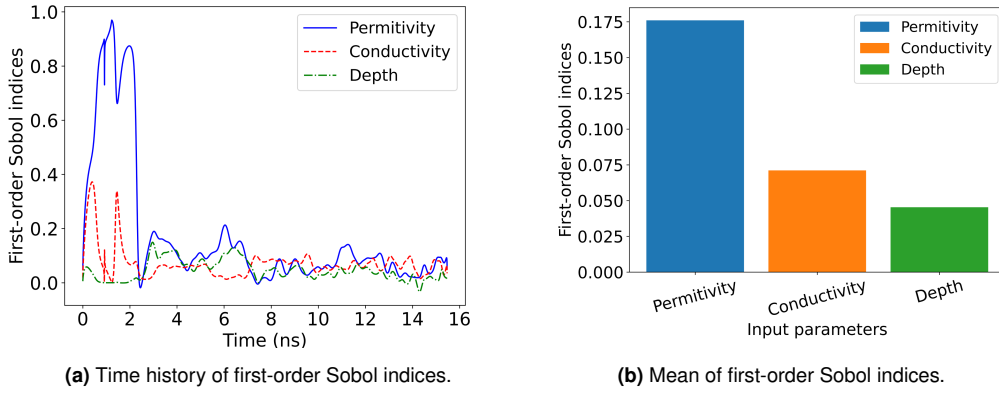 First-order Sobol indices
1.0
0.8
0.6
0.4
0.2
0.0
0 2 4 6 8 10 12 14 16
Time (ns)
Permitivity
Conductivity
Depth
(a) Time history of first-order Sobol indices.
First-order Sobol indices
0.175
0.150
0.125
0.100
0.075
0.050
0.025
0.000
Permitivity Conductivity Depth
Input parameters
Permitivity
Conductivity
Depth
(b) Mean of first-order Sobol indices.